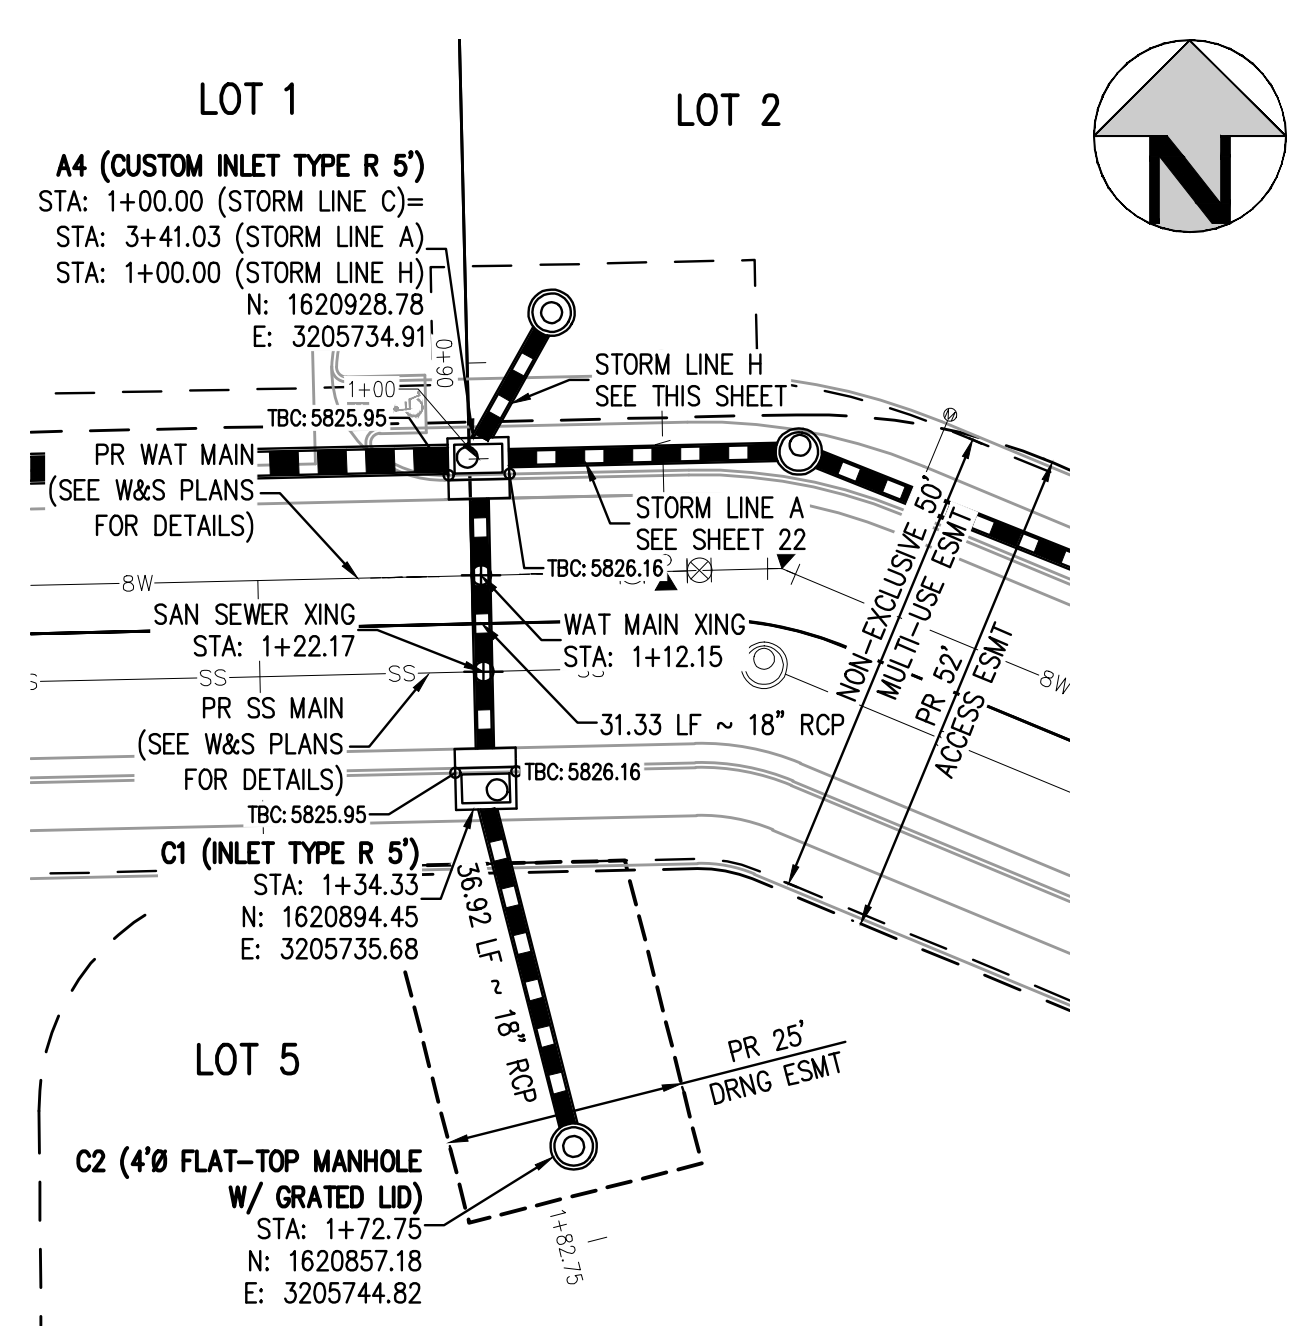 LOT 1
LOT 2
N
A4 (CUSTOM INLET TYPE R 5')
STA: 1+00.00 (STORM LINE C)=
STA: 3+41.03 (STORM LINE A)
STA: 1+00.00 (STORM LINE H)
N: 1620928.78
E: 3205734.91
0+90
1+00
STORM LINE H
SEE THIS SHEET
TBC: 5825.95
M
PR WAT MAIN
(SEE W&S PLANS
FOR DETAILS)
STORM LINE A
SEE SHEET 22
NON-EXCLUSIVE 50'
MULTI-USE ESMT
PR 52'
ACCESS ESMT
TBC: 5826.16
8W
SAN SEWER XING
STA: 1+22.17
WAT MAIN XING
STA: 1+12.15
SS
SS
SS
8W
PR SS MAIN
(SEE W&S PLANS
FOR DETAILS)
31.33 LF ~ 18" RCP
TBC: 5826.16
TBC: 5825.95
C1 (INLET TYPE R 5')
STA: 1+34.33
N: 1620894.45
E: 3205735.68
36.92 LF ~ 18" RCP
LOT 5
PR 25'
DRNG ESMT
C2 (4'Ø FLAT-TOP MANHOLE
W/ GRATED LID)
STA: 1+72.75
N: 1620857.18
E: 3205744.82
1+82.75